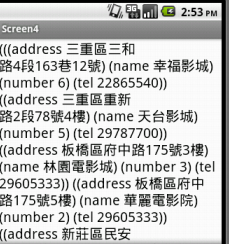 3G 2:53 PM
Screen4
(((address 三重區三和
路4段163巷12號) (name 幸福影城)
(number 6) (tel 22865540))
((address 三重區重新
路2段78號4樓) (name 天台影城)
(number 5) (tel 29787700))
((address 板橋區府中路175號3樓)
(name 林園電影城) (number 3) (tel
29605333)) ((address 板橋區府中
路175號5樓) (name 華麗電影院)
(number 2) (tel 29605333))
((address 新莊區民安